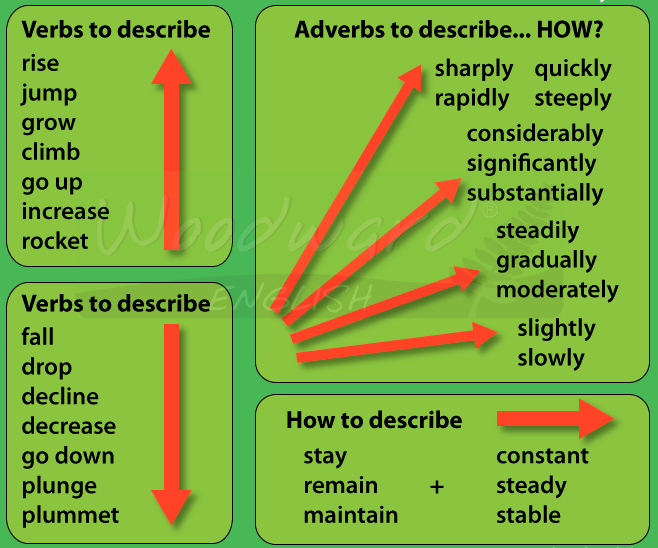 Verbs to describe
rise
jump
grow
climb
go up
increase
rocket
Verbs to describe
fall
drop
decline
decrease
go down
plunge
plummet
Adverbs to describe... HOW?
sharply quickly
rapidly steeply
considerably
significantly
substantially
steadily
gradually
moderately
slightly
slowly
How to describe
stay constant
remain + steady
maintain stable
Woodward®
ENGLISH